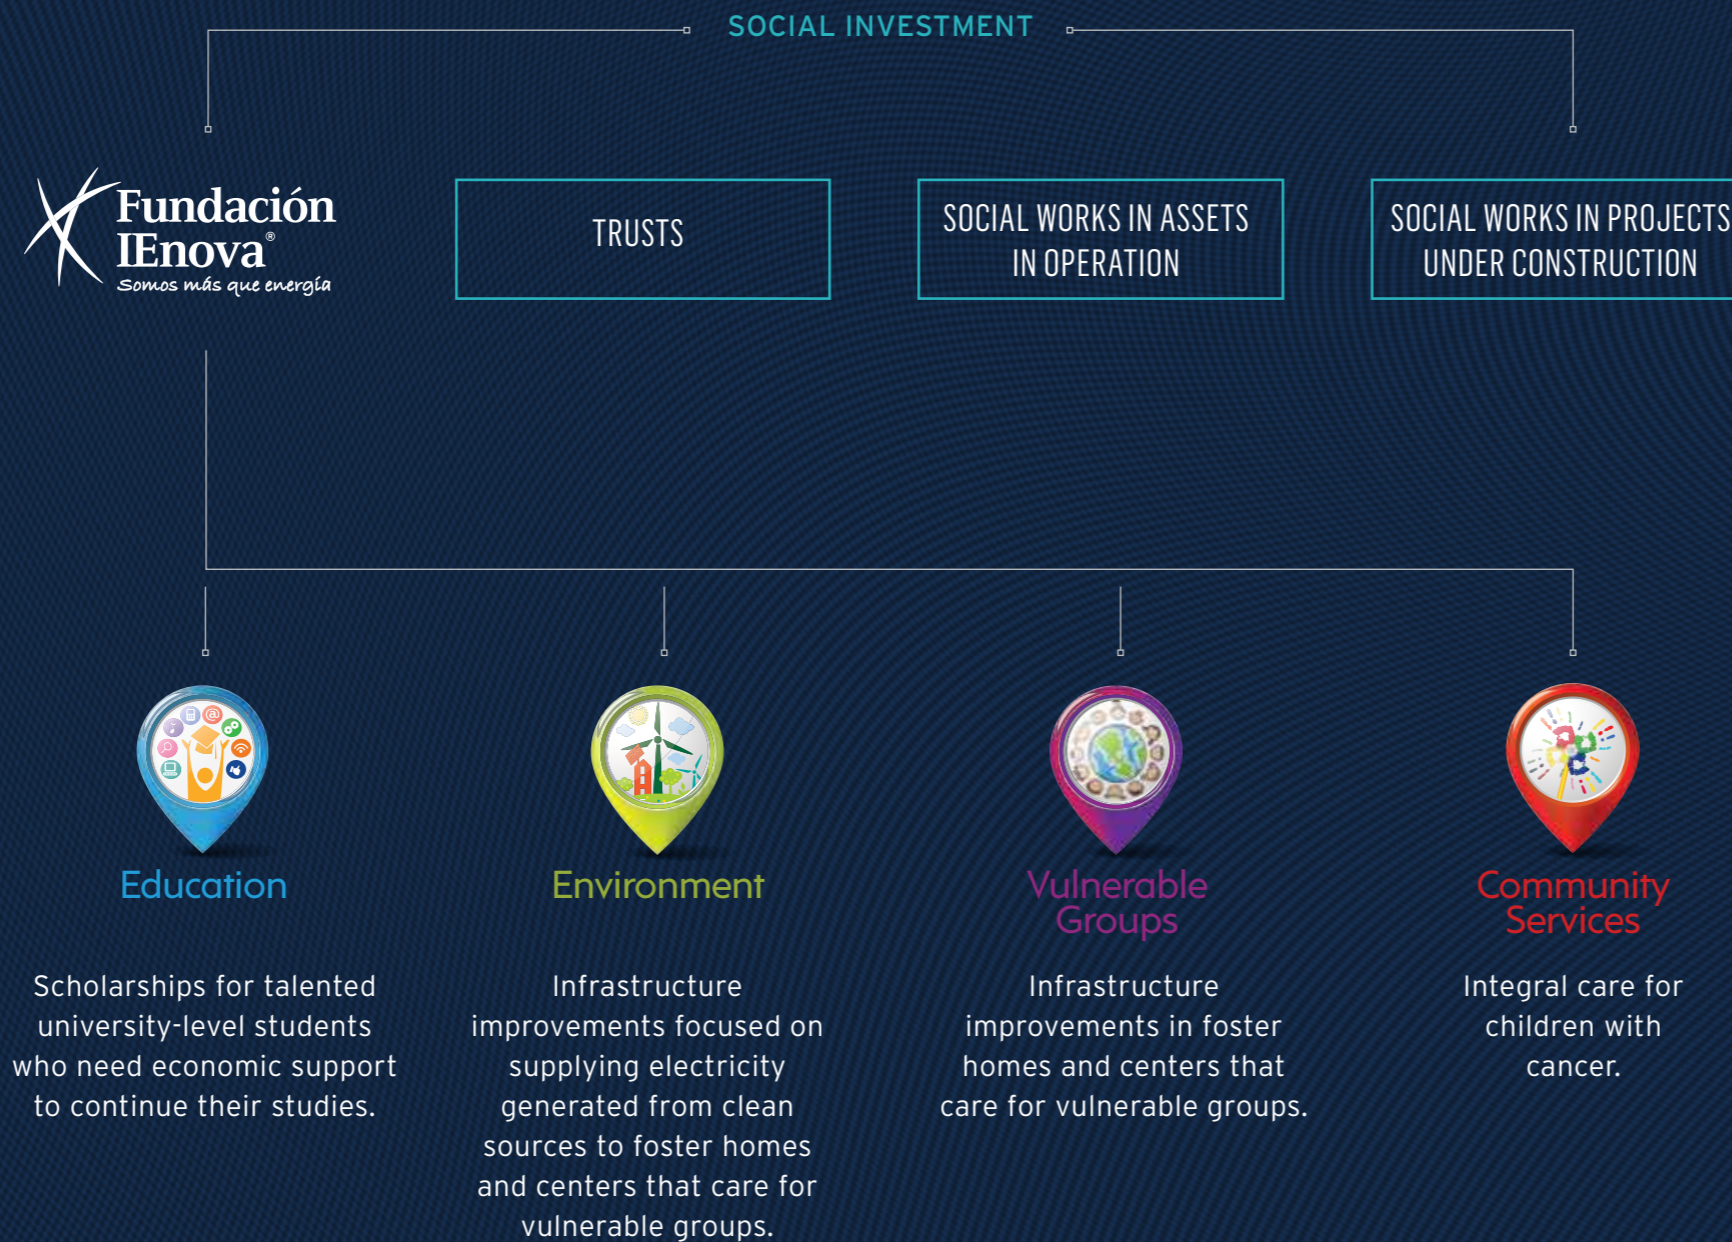 SOCIAL INVESTMENT
Fundación
IEnova®
Somos más que energía
TRUSTS
SOCIAL WORKS IN ASSETS
IN OPERATION
SOCIAL WORKS IN PROJECTS
UNDER CONSTRUCTION
Education
Scholarships for talented
university-level students
who need economic support
to continue their studies.
Environment
Infrastructure
improvements focused on
supplying electricity
generated from clean
sources to foster homes
and centers that care for
vulnerable groups.
Vulnerable
Groups
Infrastructure
improvements in foster
homes and centers that
care for vulnerable groups.
Community
Services
Integral care for
children with
cancer.